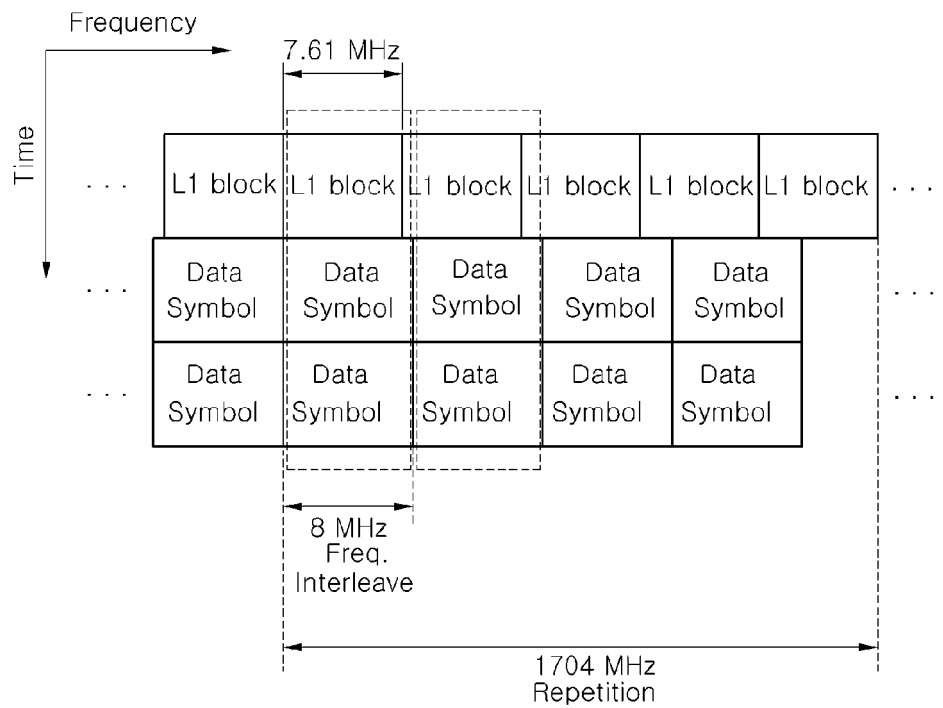 Frequency
7.61 MHz
Time
. . . L1 block L1 block L1 block L1 block L1 block L1 block . . .
. . . Data Data Data Data Data . . .
Symbol Symbol Symbol Symbol Symbol
. . . Data Data Data Data Data . . .
Symbol Symbol Symbol Symbol Symbol
8 MHz
Freq.
Interleave
1704 MHz
Repetition